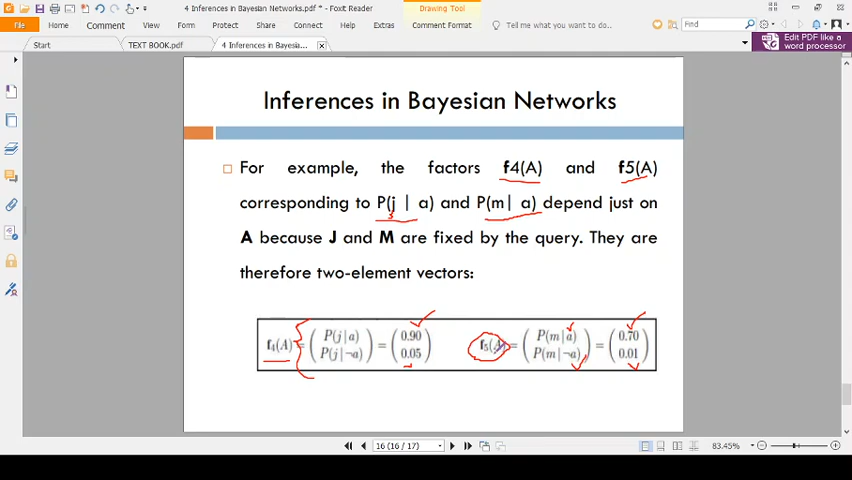 4 Inferences in Bayesian Networks.pdf * - Foxit Reader
Drawing Tool
File
Home
Comment
View
Form
Protect
Share
Connect
Help
Extras
Comment Format
Tell me what you want to do...
Find
Start
TEXT BOOK.pdf
4 Inferences in Bayesia...
Edit PDF like a
word processor
Inferences in Bayesian Networks
For example, the factors f4(A) and f5(A)
corresponding to P(j | a) and P(m| a) depend just on
A because J and M are fixed by the query. They are
therefore two-element vectors:
f4(A) = ( P(j | a) P(j | ¬a) ) = ( 0.90 0.05 )
f5(A) = ( P(m | a) P(m | ¬a) ) = ( 0.70 0.01 )
16 (16 / 17)
83.45%